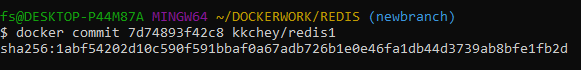 fs@DESKTOP-P44M87A MINGW64 ~/DOCKERWORK/REDIS (newbranch)
$ docker commit 7d74893f42c8 kkchey/redis1
sha256:1abf54202d10c590f591bbaf0a67adb726b1e0e46fa1db44d3739ab8bfe1fb2d